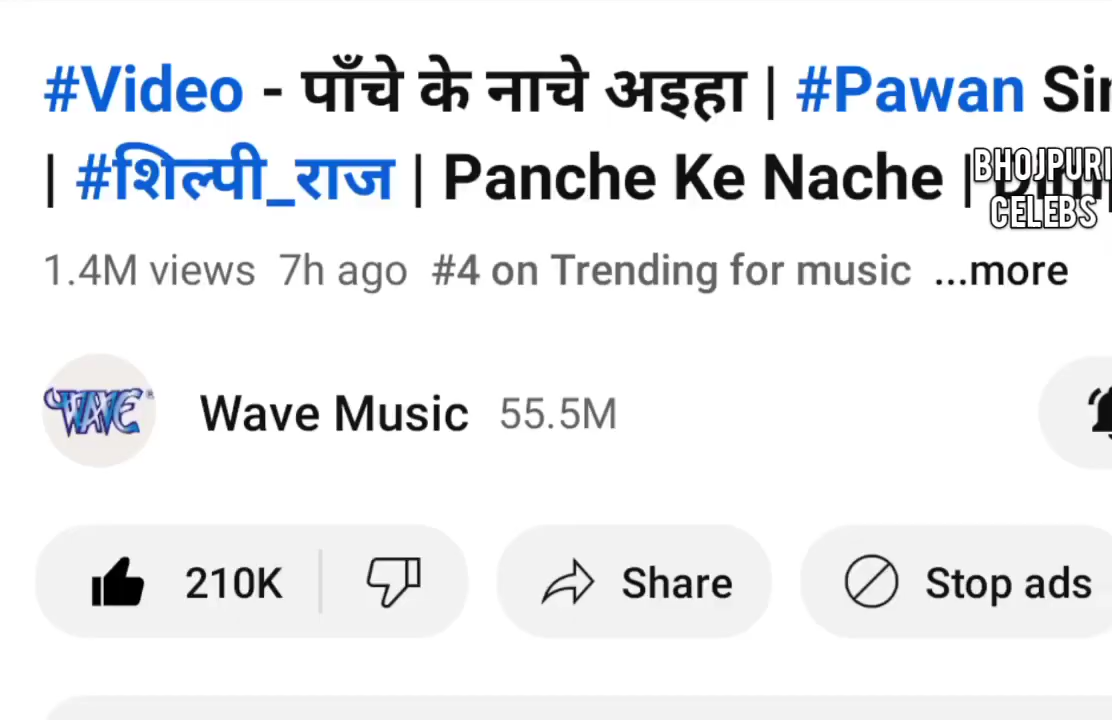 #Video - पाँचे के नाचे अइहा | #Pawan
| #शिल्पी_राज | Panche Ke Nache |
BHOJPURI
CELEBS
1.4M views 7h ago #4 on Trending for music ...more
WAVE
Wave Music 55.5M
210K Share Stop ads